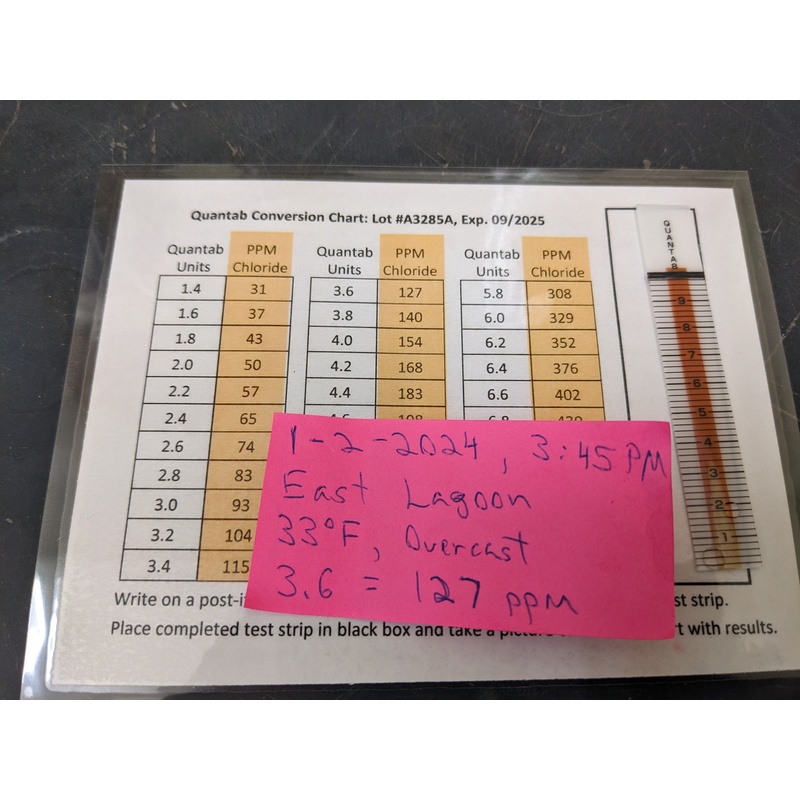 Quantab Conversion Chart: Lot #A3285A, Exp. 09/2025
Quantab Units PPM Chloride Quantab Units PPM Chloride Quantab Units PPM Chloride
1.4 31 3.6 127 5.8 308
1.6 37 3.8 140 6.0 329
1.8 43 4.0 154 6.2 352
2.0 50 4.2 168 6.4 376
2.2 57 4.4 183 6.6 402
2.4 65
2.6 74
2.8 83
3.0 93
3.2 104
3.4 115
1-2-2024, 3:45 PM
East Lagoon
33°F, Overcast
3.6 = 127 ppm
Write on a post-i st strip.
Place completed test strip in black box and take a rt with results.
QUANTAB
9
8
7
6
5
4
3
2
1